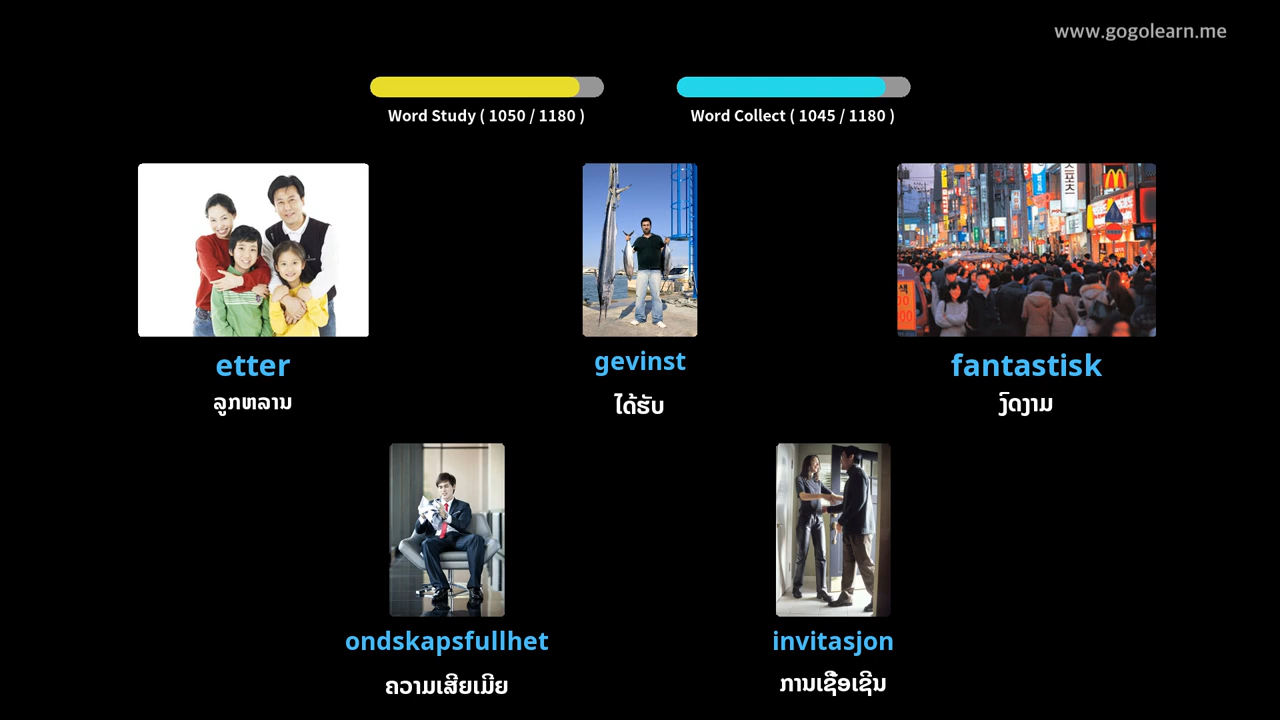 www.gogolearn.me
Word Study ( 1050 / 1180 )
Word Collect ( 1045 / 1180 )
etter
gevinst
fantastisk
ລູກຫລານ
ໄດ້ຮັບ
ງົດງາມ
ondskapsfullhet
invitasjon
ຄວາມເສີຍເມີຍ
ການເຊື້ອເຊີນ